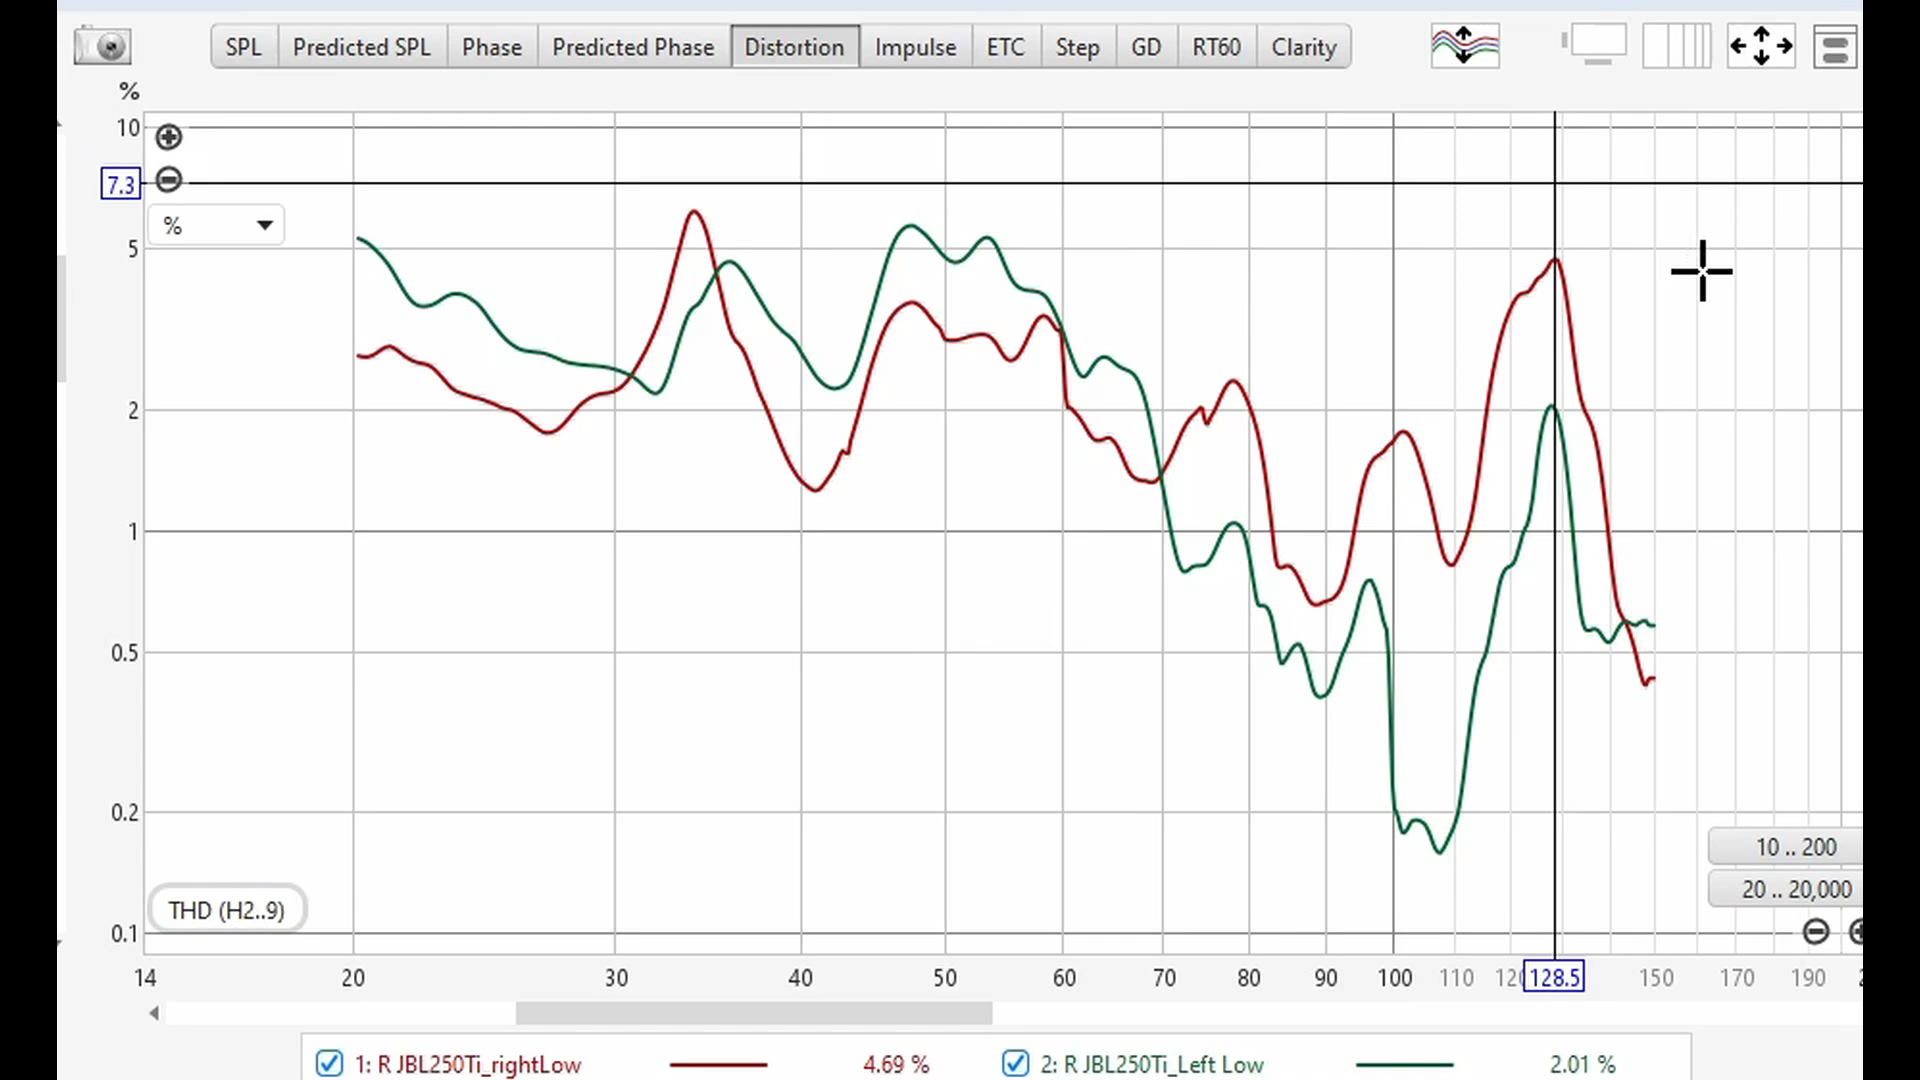 SPL Predicted SPL Phase Predicted Phase Distortion Impulse ETC Step GD RT60 Clarity
%
10
7.3
%
5
2
1
0.5
0.2
10 .. 200
20 .. 20,000
THD (H2..9)
0.1
14 20 30 40 50 60 70 80 90 100 110 128.5 150 170 190
1: R JBL250Ti_rightLow 4.69 % 2: R JBL250Ti_Left Low 2.01 %